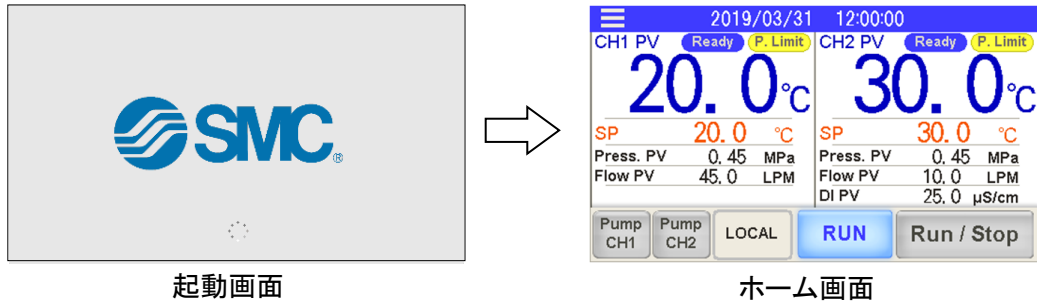 SMC®
起動画面
2019/03/31 12:00:00
CH1 PV Ready P. Limit
20.0℃
SP 20.0 ℃
Press. PV 0.45 MPa
Flow PV 45.0 LPM
CH2 PV Ready P. Limit
30.0℃
SP 30.0 ℃
Press. PV 0.45 MPa
Flow PV 10.0 LPM
DI PV 25.0 μS/cm
Pump CH1
Pump CH2
LOCAL
RUN
Run / Stop
ホーム画面